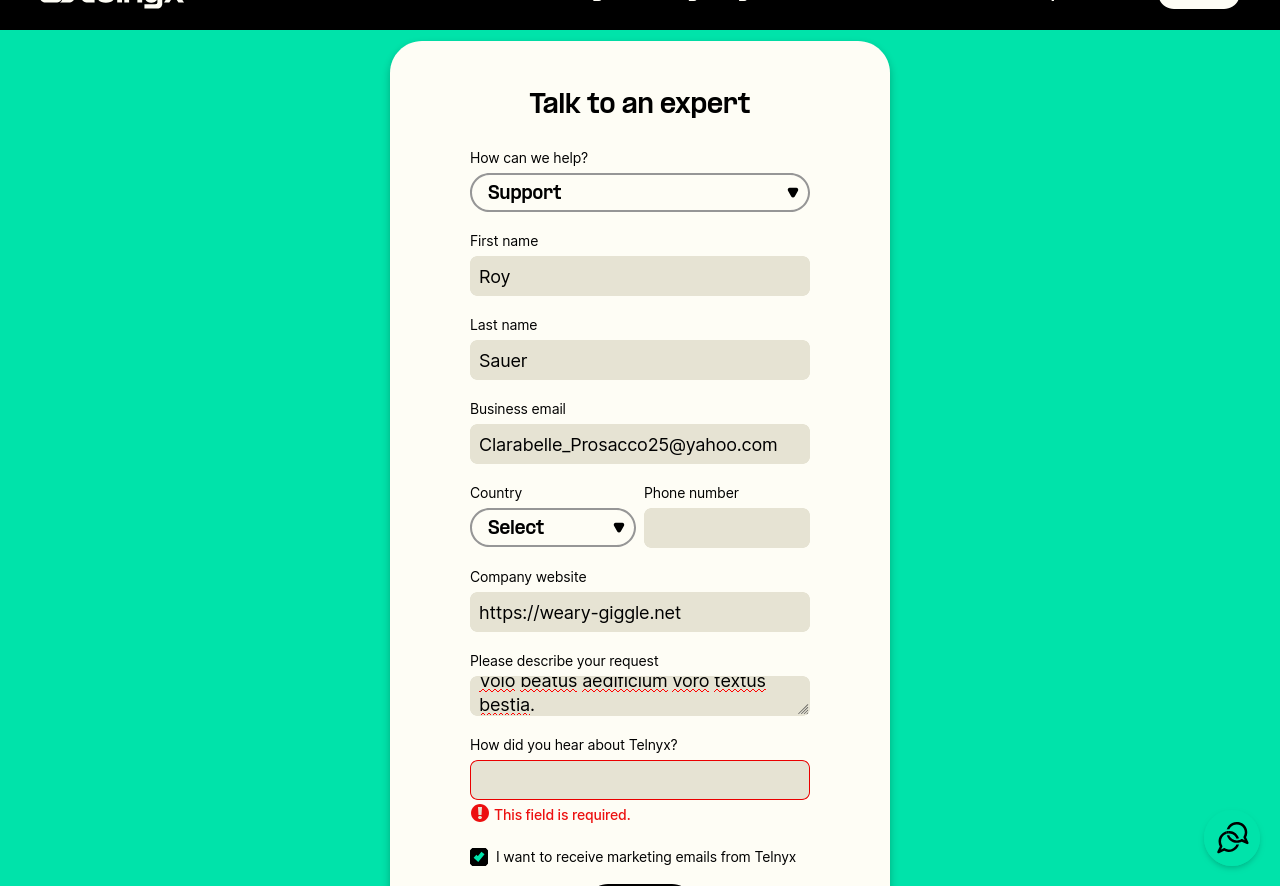 Talk to an expert
How can we help?
Support
First name
Roy
Last name
Sauer
Business email
Clarabelle_Prosacco25@yahoo.com
Country
Phone number
Select
Company website
https://weary-giggle.net
Please describe your request
Volo beatus aedificium voro textus
bestia.
How did you hear about Telnyx?
This field is required.
I want to receive marketing emails from Telnyx